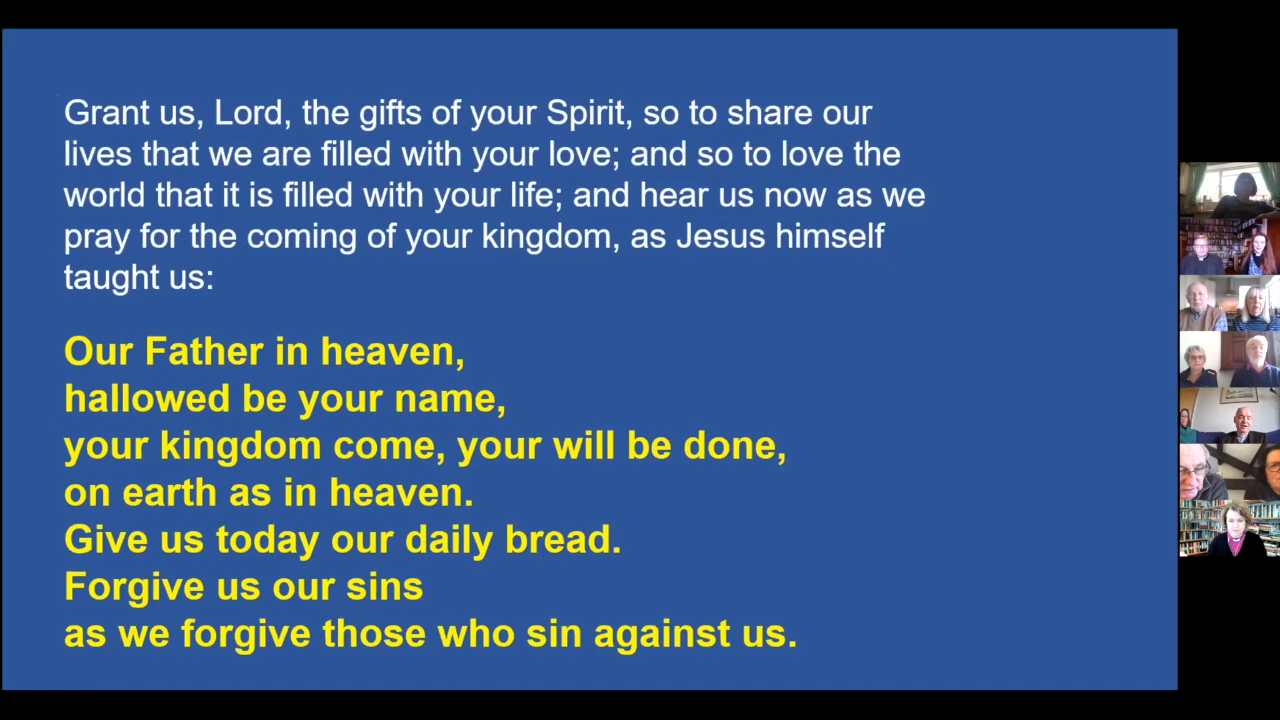 Grant us, Lord, the gifts of your Spirit, so to share our
lives that we are filled with your love; and so to love the
world that it is filled with your life; and hear us now as we
pray for the coming of your kingdom, as Jesus himself
taught us:
Our Father in heaven,
hallowed be your name,
your kingdom come, your will be done,
on earth as in heaven.
Give us today our daily bread.
Forgive us our sins
as we forgive those who sin against us.